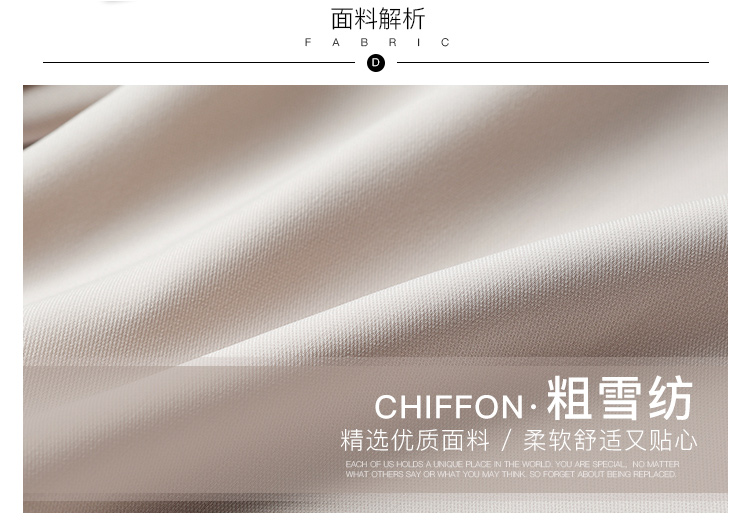 面料解析
FABRIC
D
CHIFFON·粗雪纺
精选优质面料 / 柔软舒适又贴心
EACH OF US HOLDS A UNIQUE PLACE IN THE WORLD. YOU ARE SPECIAL, NO MATTER
WHAT OTHERS SAY OR WHAT YOU MAY THINK. SO FORGET ABOUT BEING REPLACED.